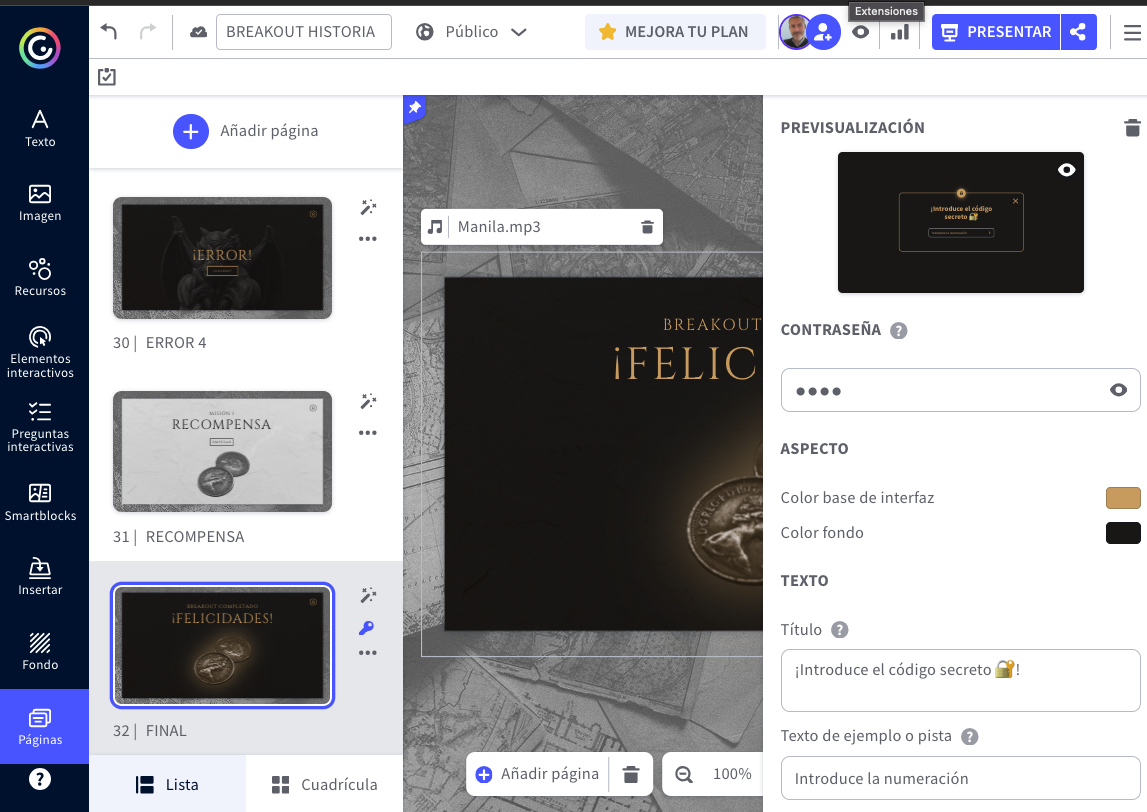 Extensiones
BREAKOUT HISTORIA
Público
MEJORA TU PLAN
PRESENTAR
Texto
Imagen
Recursos
Elementos
interactivos
Preguntas
interactivas
Smartblocks
Insertar
Fondo
Páginas
?
Añadir página
¡ERROR!
30 | ERROR 4
MISIÓN 5
RECOMPENSA
31 | RECOMPENSA
BREAKOUT COMPLETADO
¡FELICIDADES!
32 | FINAL
Lista
Cuadrícula
Manila.mp3
BREAKOUT
¡FELIC
Añadir página
100%
PREVISUALIZACIÓN
¡Introduce el código
secreto 🔐!
CONTRASEÑA ?
●●●●
ASPECTO
Color base de interfaz
Color fondo
TEXTO
Título ?
¡Introduce el código secreto 🔐!
Texto de ejemplo o pista ?
Introduce la numeración